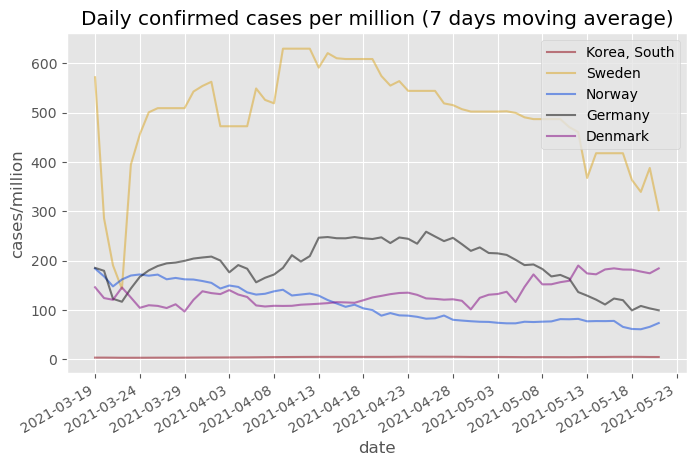 Daily confirmed cases per million (7 days moving average)
Korea, South
Sweden
Norway
Germany
Denmark
600
500
400
300
200
100
0
cases/million
2021-03-19
2021-03-24
2021-03-29
2021-04-03
2021-04-08
2021-04-13
2021-04-18
2021-04-23
2021-04-28
2021-05-03
2021-05-08
2021-05-13
2021-05-18
2021-05-23
date